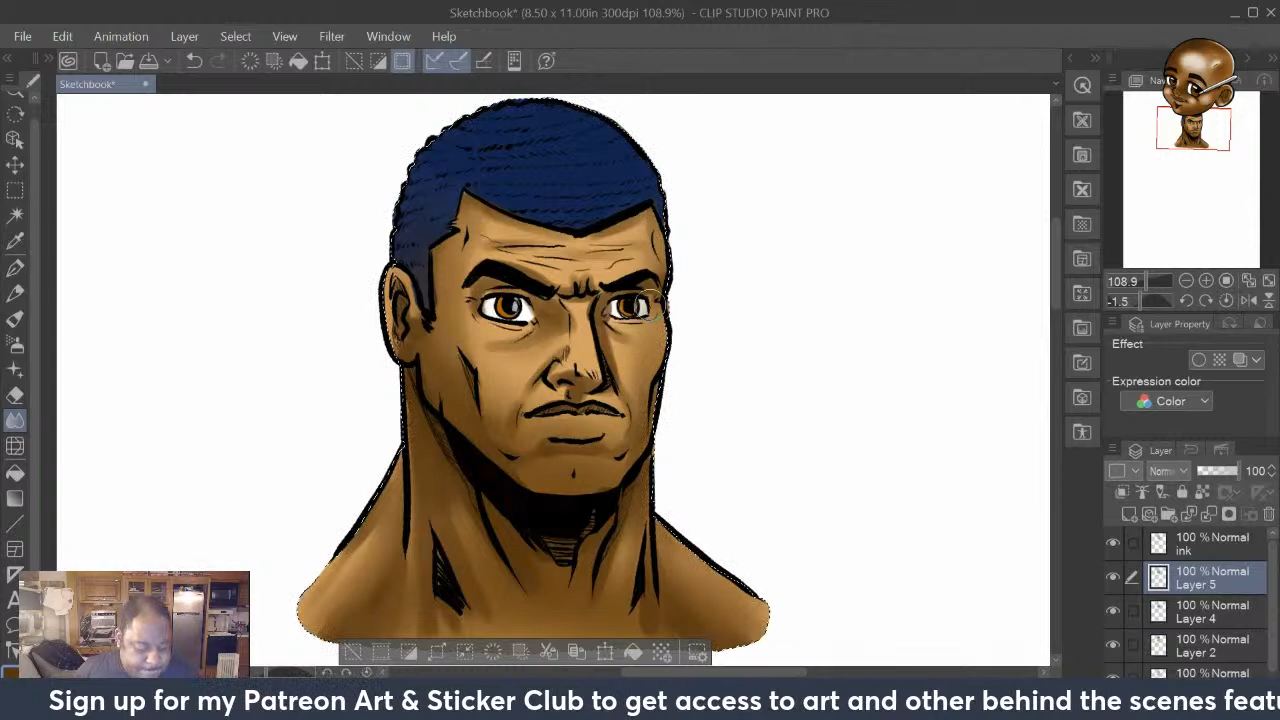 Sketchbook* (8.50 x 11.00in 300dpi 108.9%) - CLIP STUDIO PAINT PRO
File Edit Animation Layer Select View Filter Window Help
Sketchbook*
108.9
-1.5
Layer Property
Effect
Expression color
Color
Layer
Norm 100
100 % Normal
ink
100 % Normal
Layer 5
100 % Normal
Layer 4
100 % Normal
Layer 2
100 % Normal
Sign up for my Patreon Art & Sticker Club to get access to art and other behind the scenes feat